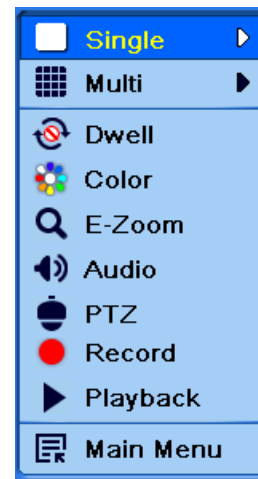 Single
Multi
Dwell
Color
E-Zoom
Audio
PTZ
Record
Playback
Main Menu